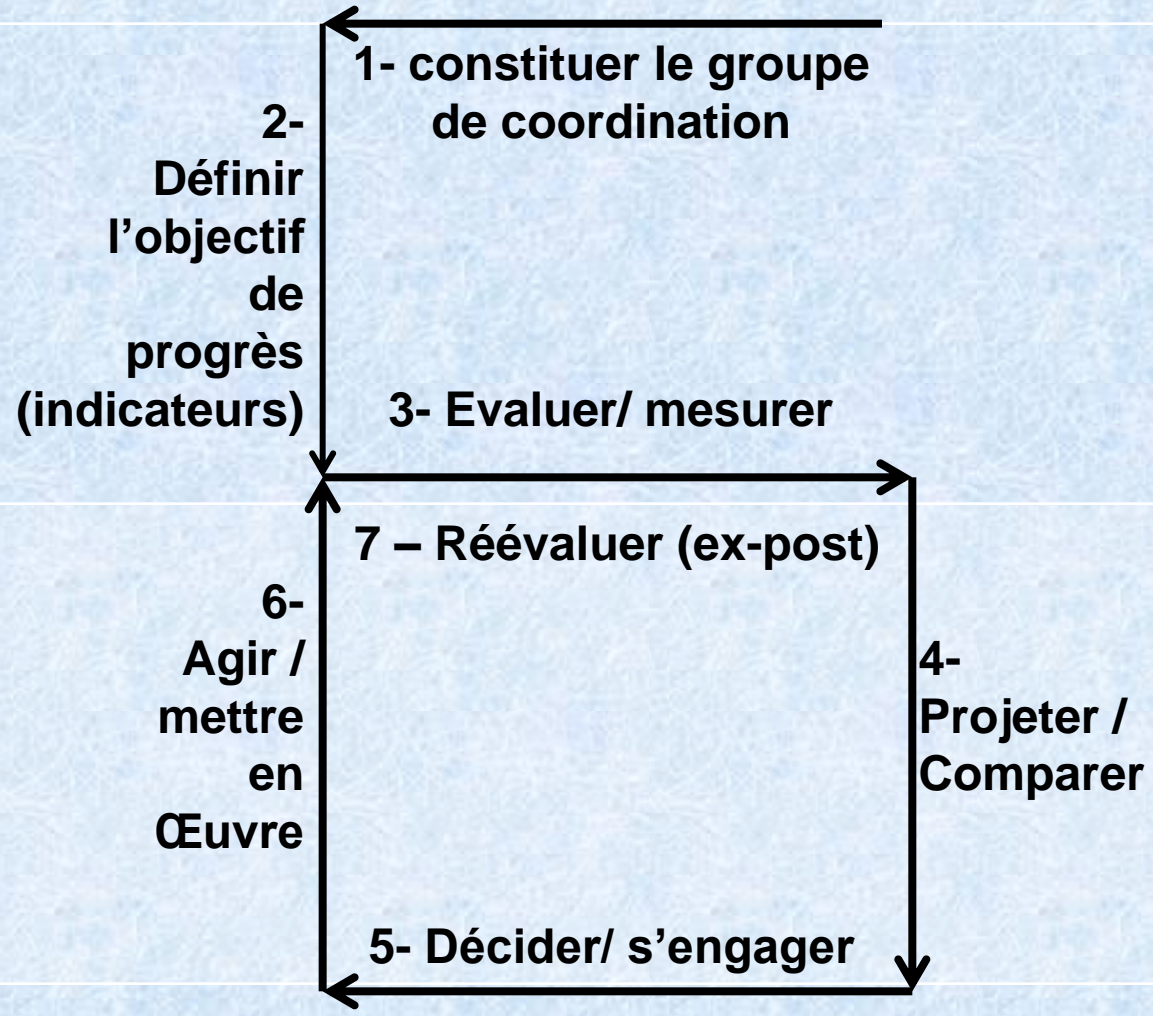 1- constituer le groupe
de coordination
2-
Définir
l’objectif
de
progrès
(indicateurs)
3- Evaluer/ mesurer
7 – Réévaluer (ex-post)
6-
Agir /
mettre
en
Œuvre
4-
Projeter /
Comparer
5- Décider/ s’engager